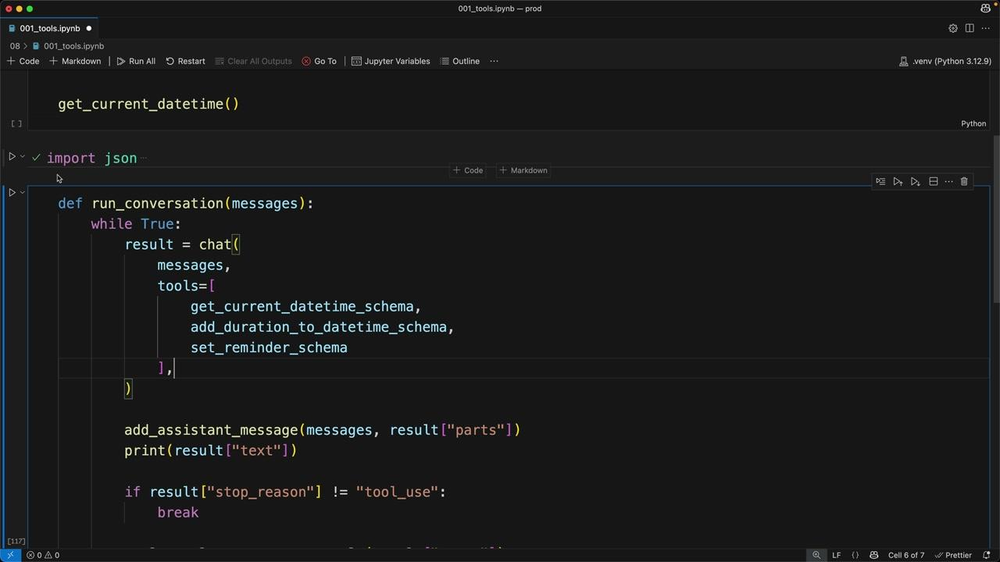 001_tools.ipynb — prod
001_tools.ipynb
08 > 001_tools.ipynb
+ Code + Markdown Run All Restart Clear All Outputs Go To Jupyter Variables Outline ... .venv (Python 3.12.9)
get_current_datetime()
[ ] Python
import json ...
+ Code + Markdown
def run_conversation(messages):
while True:
result = chat(
messages,
tools=[
get_current_datetime_schema,
add_duration_to_datetime_schema,
set_reminder_schema
],
)
add_assistant_message(messages, result["parts"])
print(result["text"])
if result["stop_reason"] != "tool_use":
break
[117]
0 0 LF {} Cell 6 of 7 Prettier